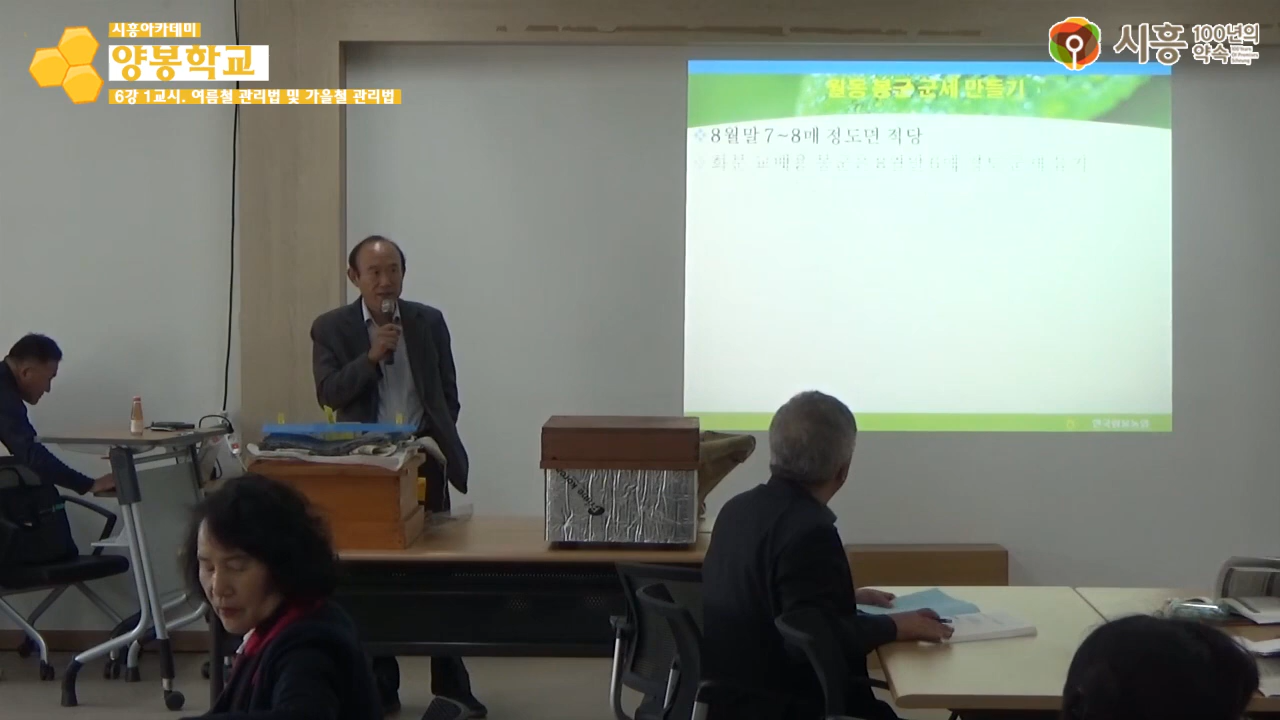 시흥아카데미
양봉학교
6강 1교시. 여름철 관리법 및 가을철 관리법
시흥 100년의 약속
월동 봉군 군세 만들기
8월말 7~8매 정도면 적당